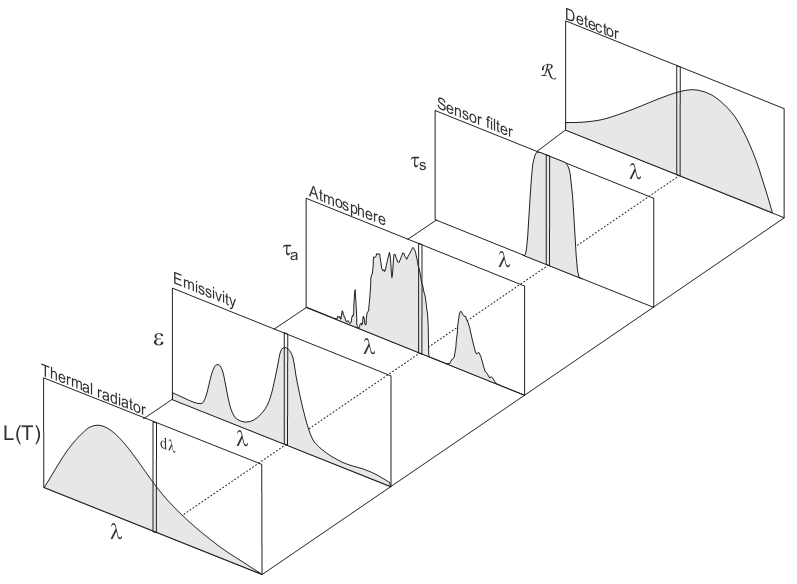 Detector
ℛ
λ
Sensor filter
τs
λ
Atmosphere
τa
λ
Emissivity
ε
λ
Thermal radiator
L(T)
dλ
λ